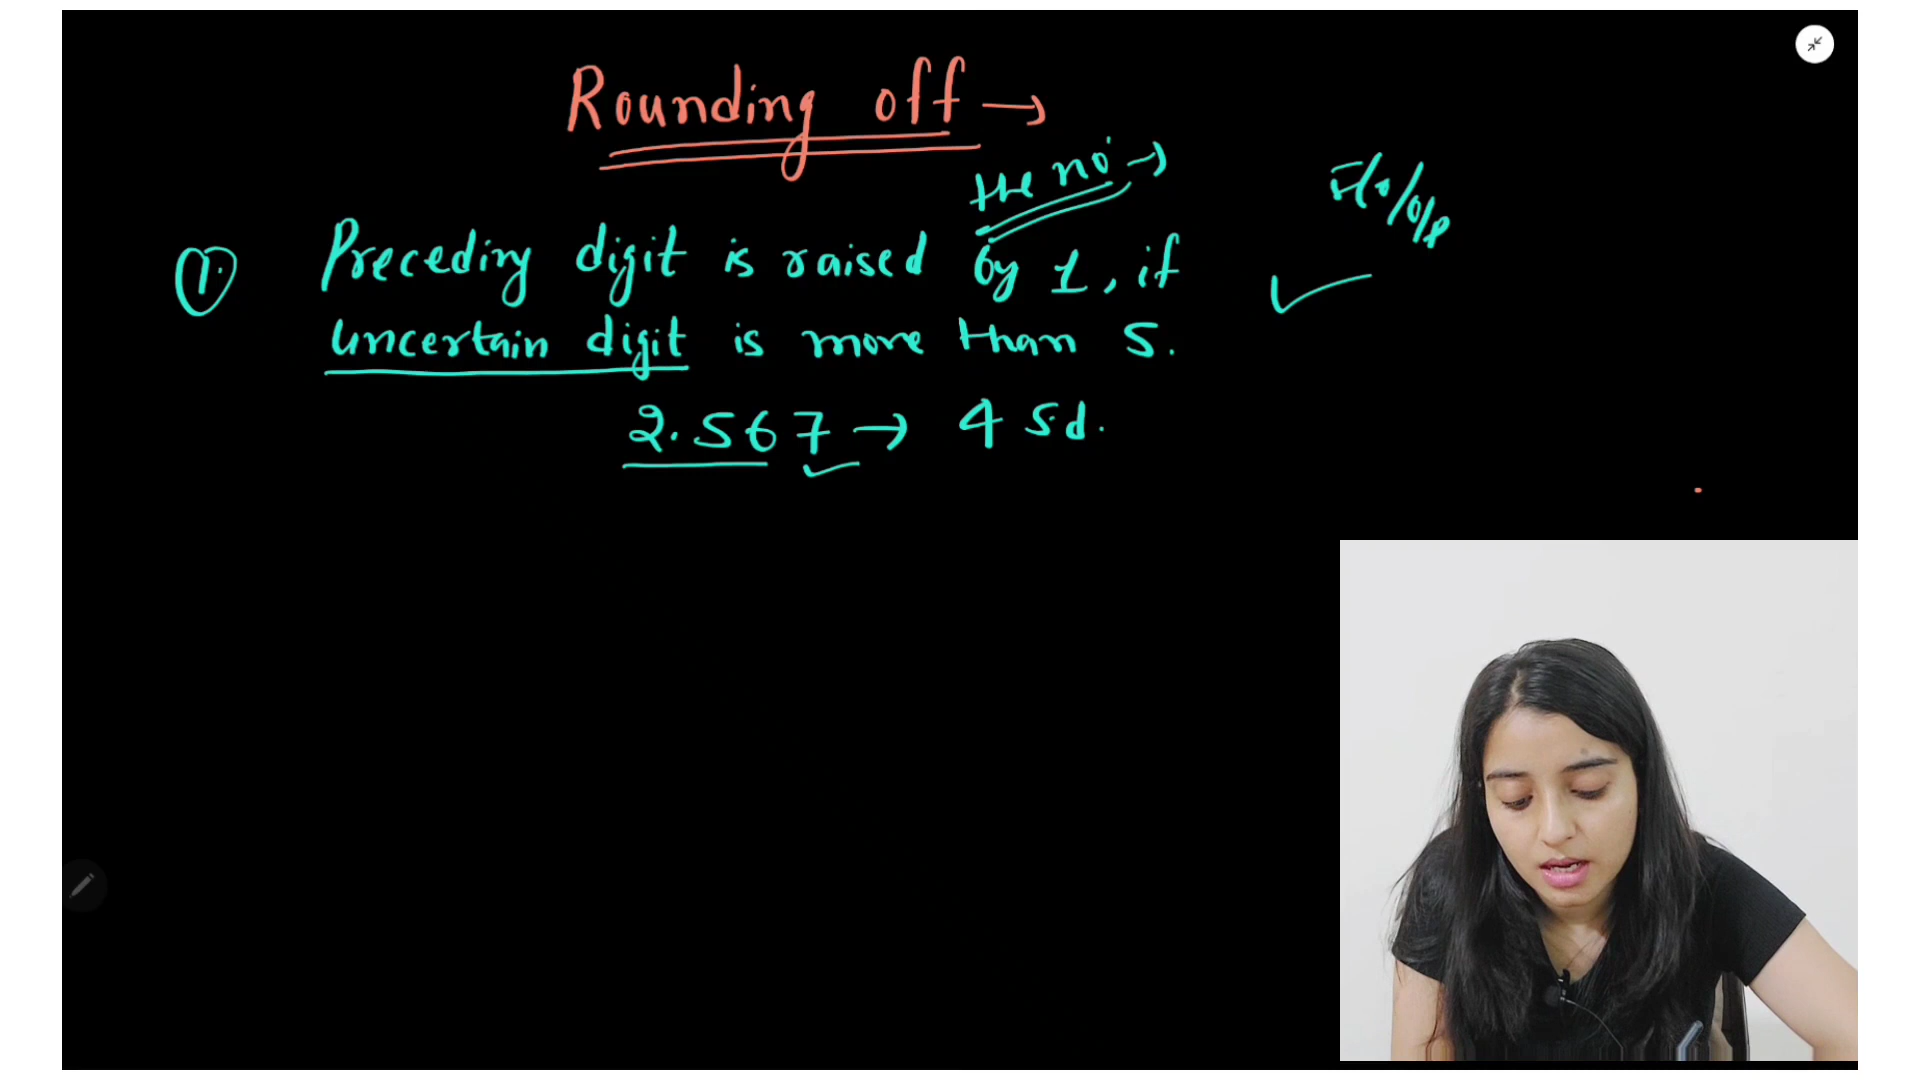 Rounding off →
the no →
① Preceding digit is raised by 1, if
uncertain digit is more than 5.
2.567 → 4 s.d.